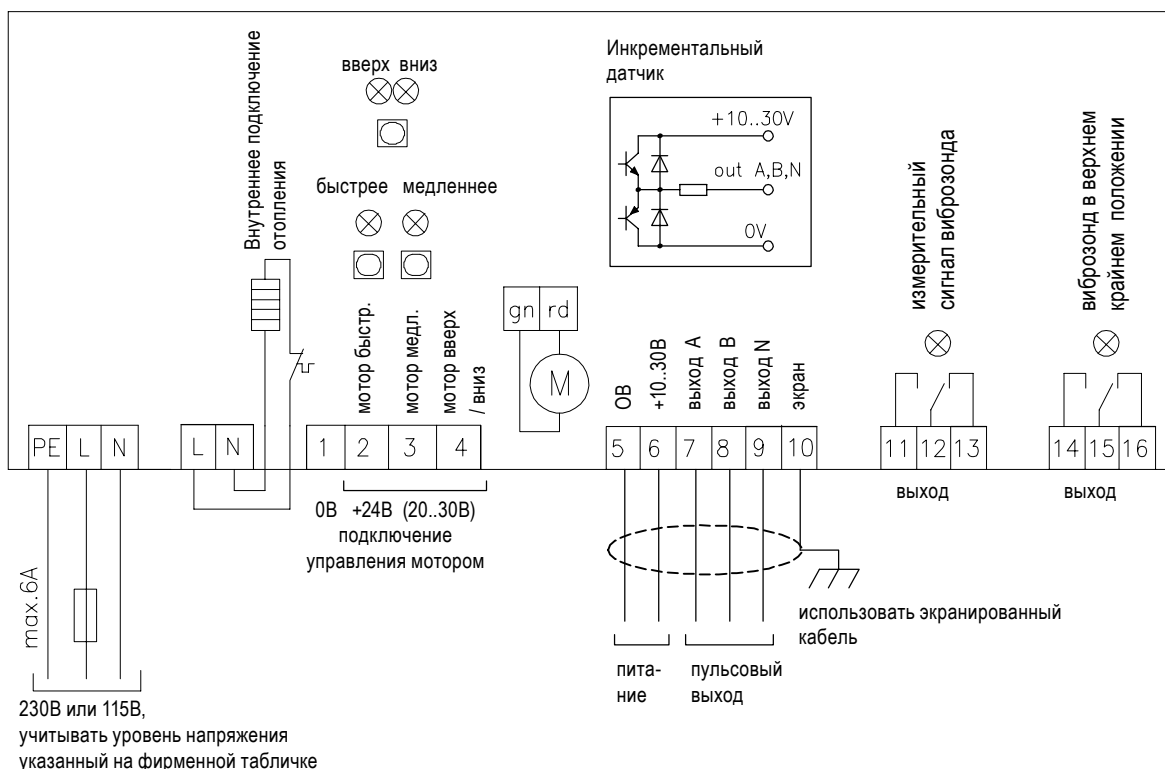 Внутреннее подключение
отопления
вверх вниз
быстрее медленнее
Инкрементальный
датчик
+10..30V
out A,B,N
0V
измерительный
сигнал виброзонда
виброзонд в верхнем
крайнем положении
gn rd
M
мотор быстр.
мотор медл.
мотор вверх
/ вниз
0В
+10..30В
выход A
выход B
выход N
экран
PE L N
L N
1 2 3 4
5 6 7 8 9 10
11 12 13
14 15 16
0В +24В (20..30В)
подключение
управления мотором
выход
выход
max.6A
использовать экранированный
кабель
пита-
ние
пульсовый
выход
230В или 115В,
учитывать уровень напряжения
указанный на фирменной табличке